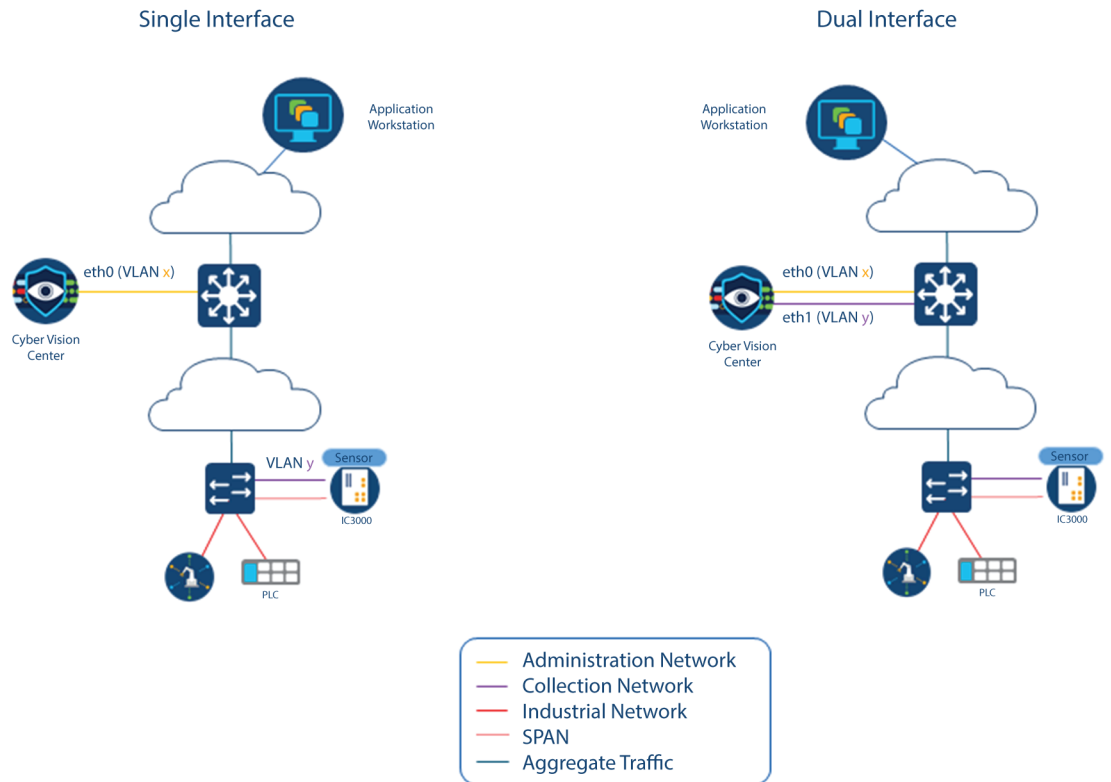 Single Interface
Application
Workstation
eth0 (VLAN x)
Cyber Vision
Center
VLAN y
Sensor
IC3000
PLC
Dual Interface
Application
Workstation
eth0 (VLAN x)
eth1 (VLAN y)
Cyber Vision
Center
Sensor
IC3000
PLC
Administration Network
Collection Network
Industrial Network
SPAN
Aggregate Traffic